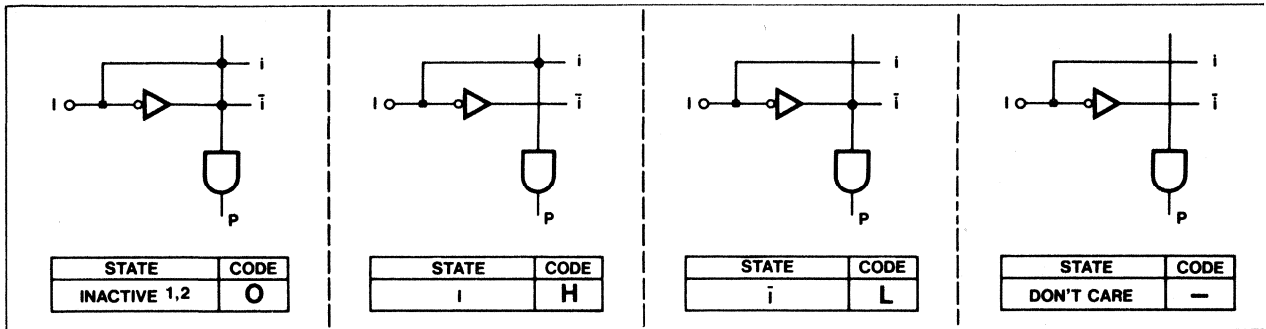 i
I
i̅
P
STATE CODE
INACTIVE 1,2 O
i
I
i̅
P
STATE CODE
I H
i
I
i̅
P
STATE CODE
i̅ L
i
I
i̅
P
STATE CODE
DON'T CARE –